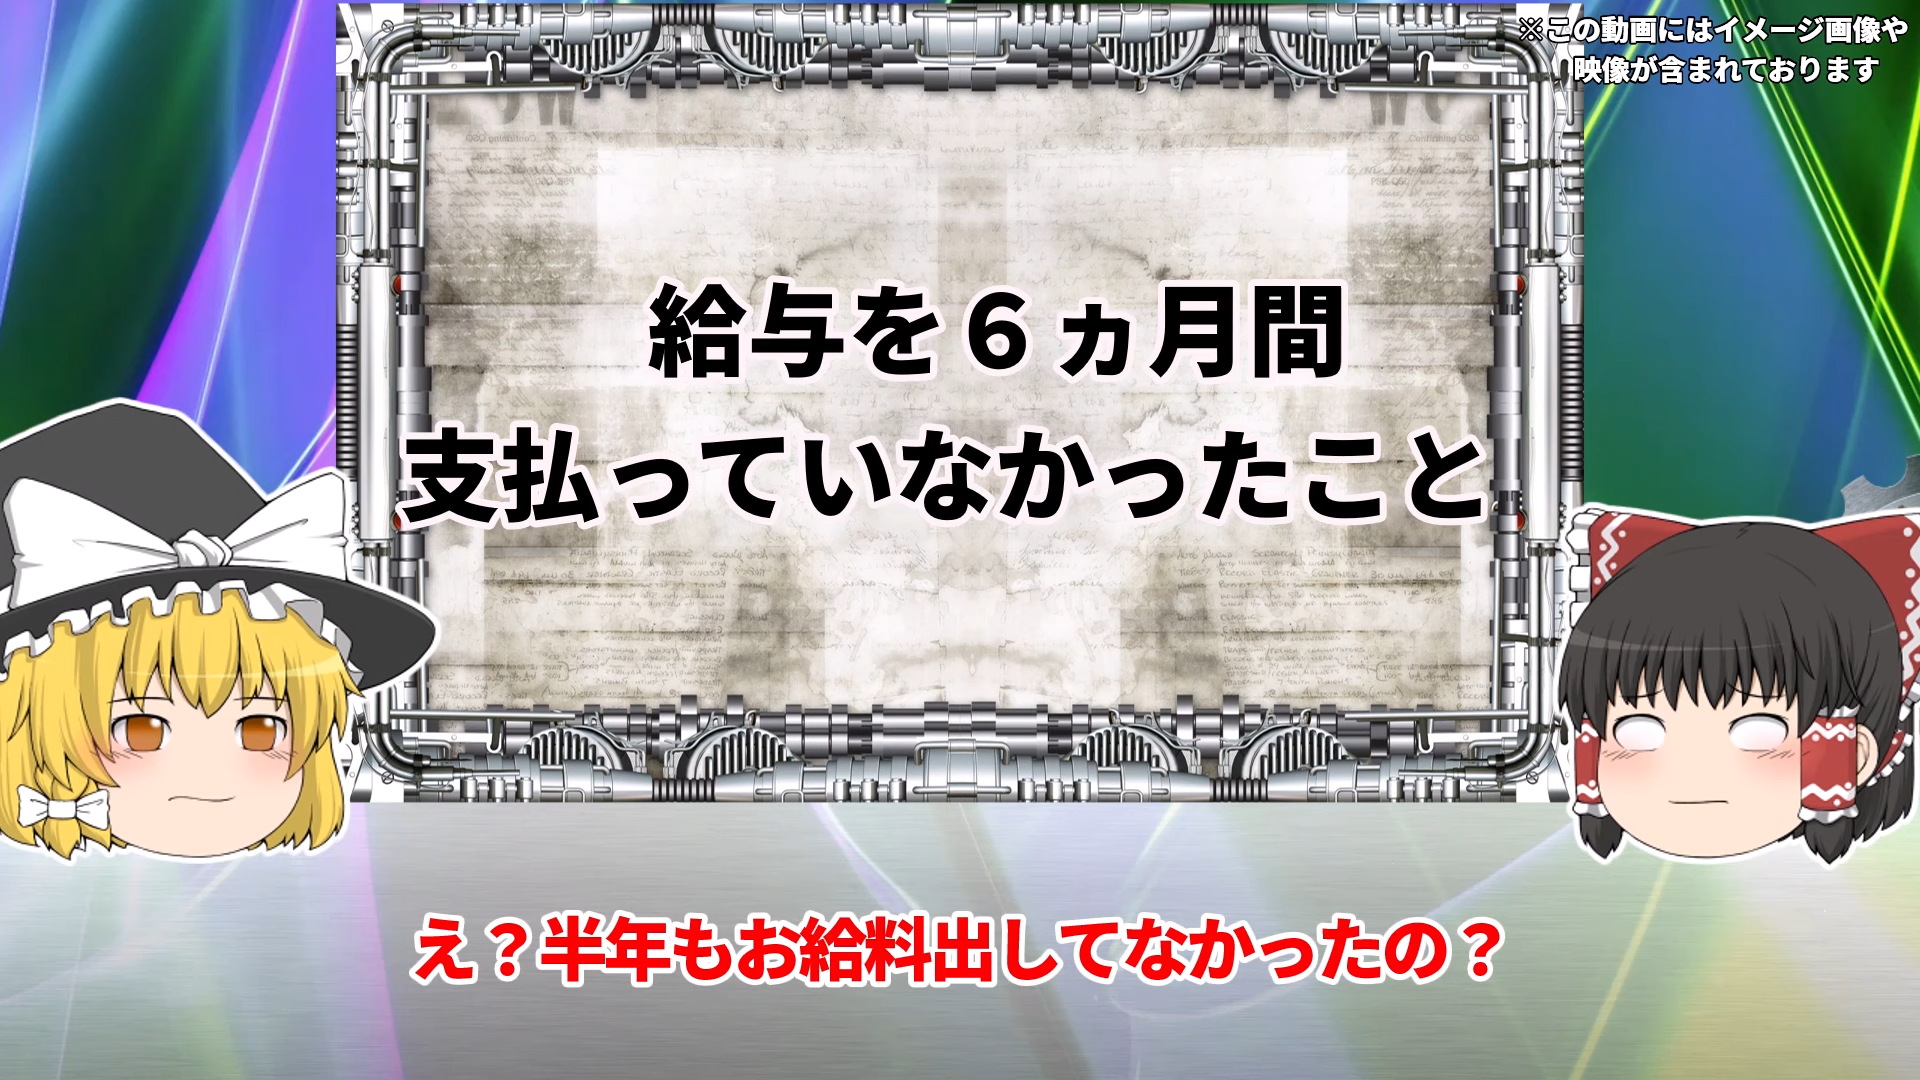 ※この動画にはイメージ画像や
映像が含まれております
給与を６ヵ月間
支払っていなかったこと
え？半年もお給料出してなかったの？